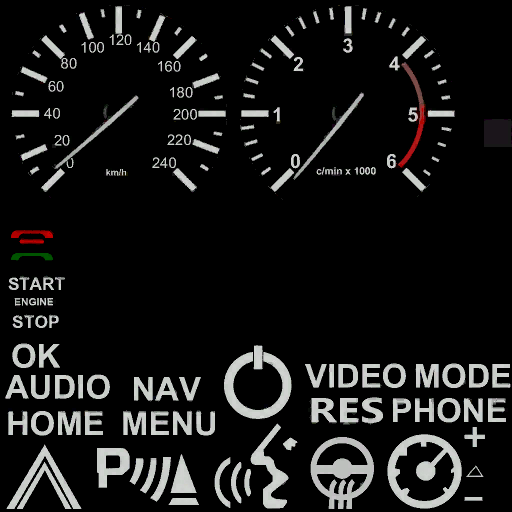 0 20 40 60 80 100 120 140 160 180 200 220 240
km/h
0 1 2 3 4 5 6
c/min x 1000
START
ENGINE
STOP
OK
AUDIO NAV VIDEO MODE
HOME MENU RES PHONE
P + −